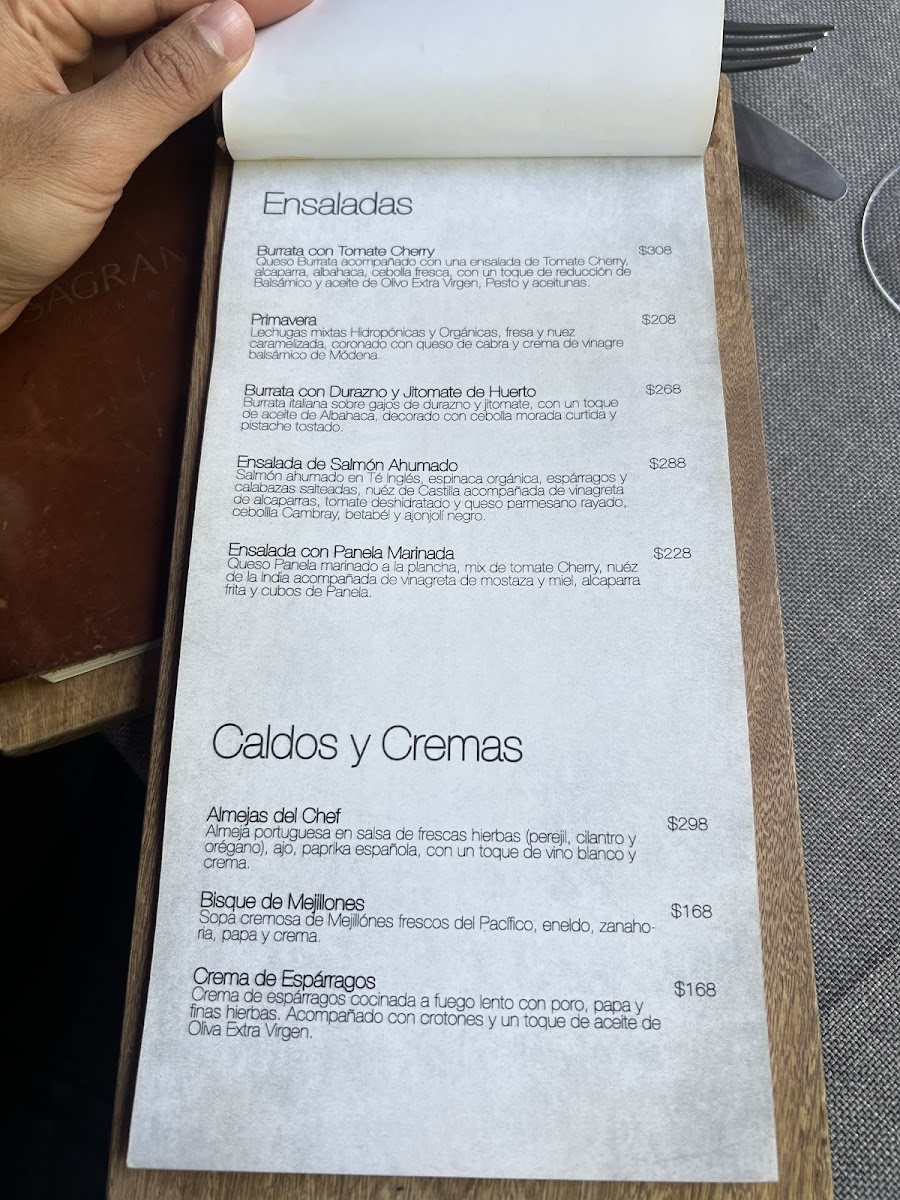 Ensaladas
Burrata con Tomate Cherry $308
Queso Burrata acompañado con una ensalada de Tomate Cherry,
alcaparra, albahaca, cebolla fresca, con un toque de reducción de
Balsámico y aceite de Olivo Extra Virgen, Pesto y aceitunas.
Primavera $208
Lechugas mixtas Hidropónicas y Orgánicas, fresa y nuez
caramelizada, coronado con queso de cabra y crema de vinagre
balsámico de Módena.
Burrata con Durazno y Jitomate de Huerto $268
Burrata italiana sobre gajos de durazno y jitomate, con un toque
de aceite de Albahaca, decorado con cebolla morada curtida y
pistache tostado.
Ensalada de Salmón Ahumado $288
Salmón ahumado en Té Inglés, espinaca orgánica, espárragos y
calabazas salteadas, nuéz de Castilla acompañada de vinagreta
de alcaparras, tomate deshidratado y queso parmesano rayado,
cebollla Cambray, betabél y ajonjolí negro.
Ensalada con Panela Marinada $228
Queso Panela marinado a la plancha, mix de tomate Cherry, nuéz
de la India acompañada de vinagreta de mostaza y miel, alcaparra
frita y cubos de Panela.
Caldos y Cremas
Almejas del Chef $298
Almeja portuguesa en salsa de frescas hierbas (perejil, cilantro y
orégano), ajo, paprika española, con un toque de vino blanco y
crema.
Bisque de Mejillones $168
Sopa cremosa de Mejillónes frescos del Pacífico, eneldo, zanaho-
ria, papa y crema.
Crema de Espárragos $168
Crema de espárragos cocinada a fuego lento con poro, papa y
finas hierbas. Acompañado con crotones y un toque de aceite de
Oliva Extra Virgen.